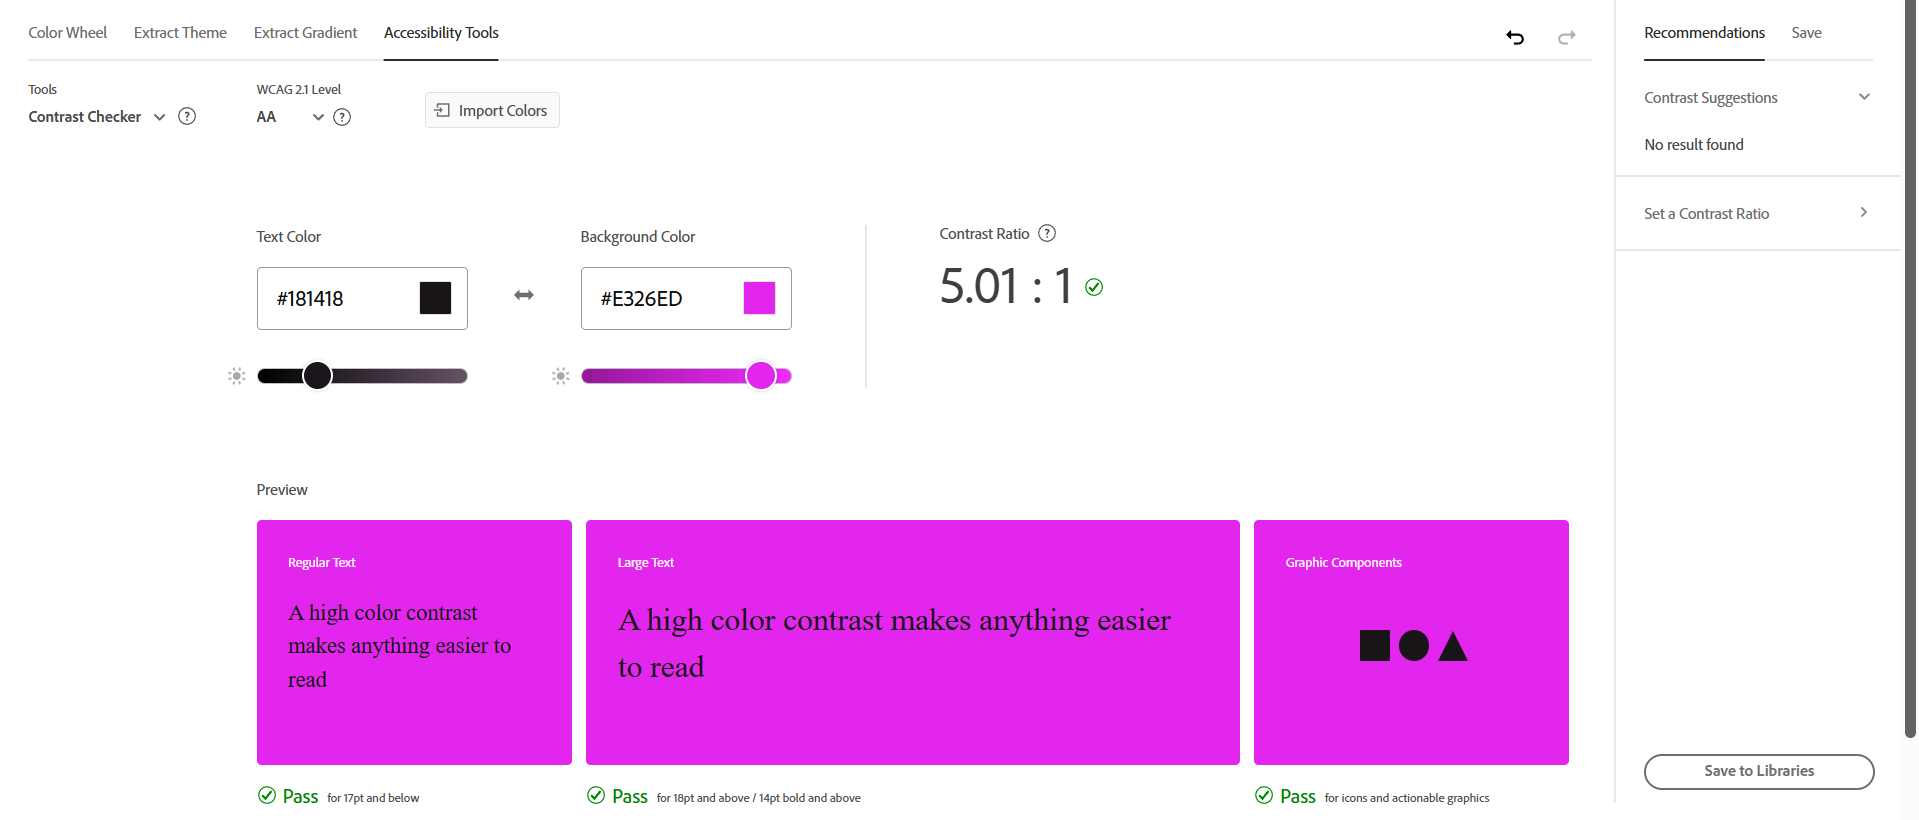 Color Wheel
Extract Theme
Extract Gradient
Accessibility Tools
Recommendations
Save
Tools
Contrast Checker
?
WCAG 2.1 Level
AA
?
Import Colors
Contrast Suggestions
No result found
Set a Contrast Ratio
Text Color
#181418
Background Color
#E326ED
Contrast Ratio ?
5.01 : 1
Preview
Regular Text
A high color contrast
makes anything easier to
read
Large Text
A high color contrast makes anything easier
to read
Graphic Components
Pass for 17pt and below
Pass for 18pt and above / 14pt bold and above
Pass for icons and actionable graphics
Save to Libraries